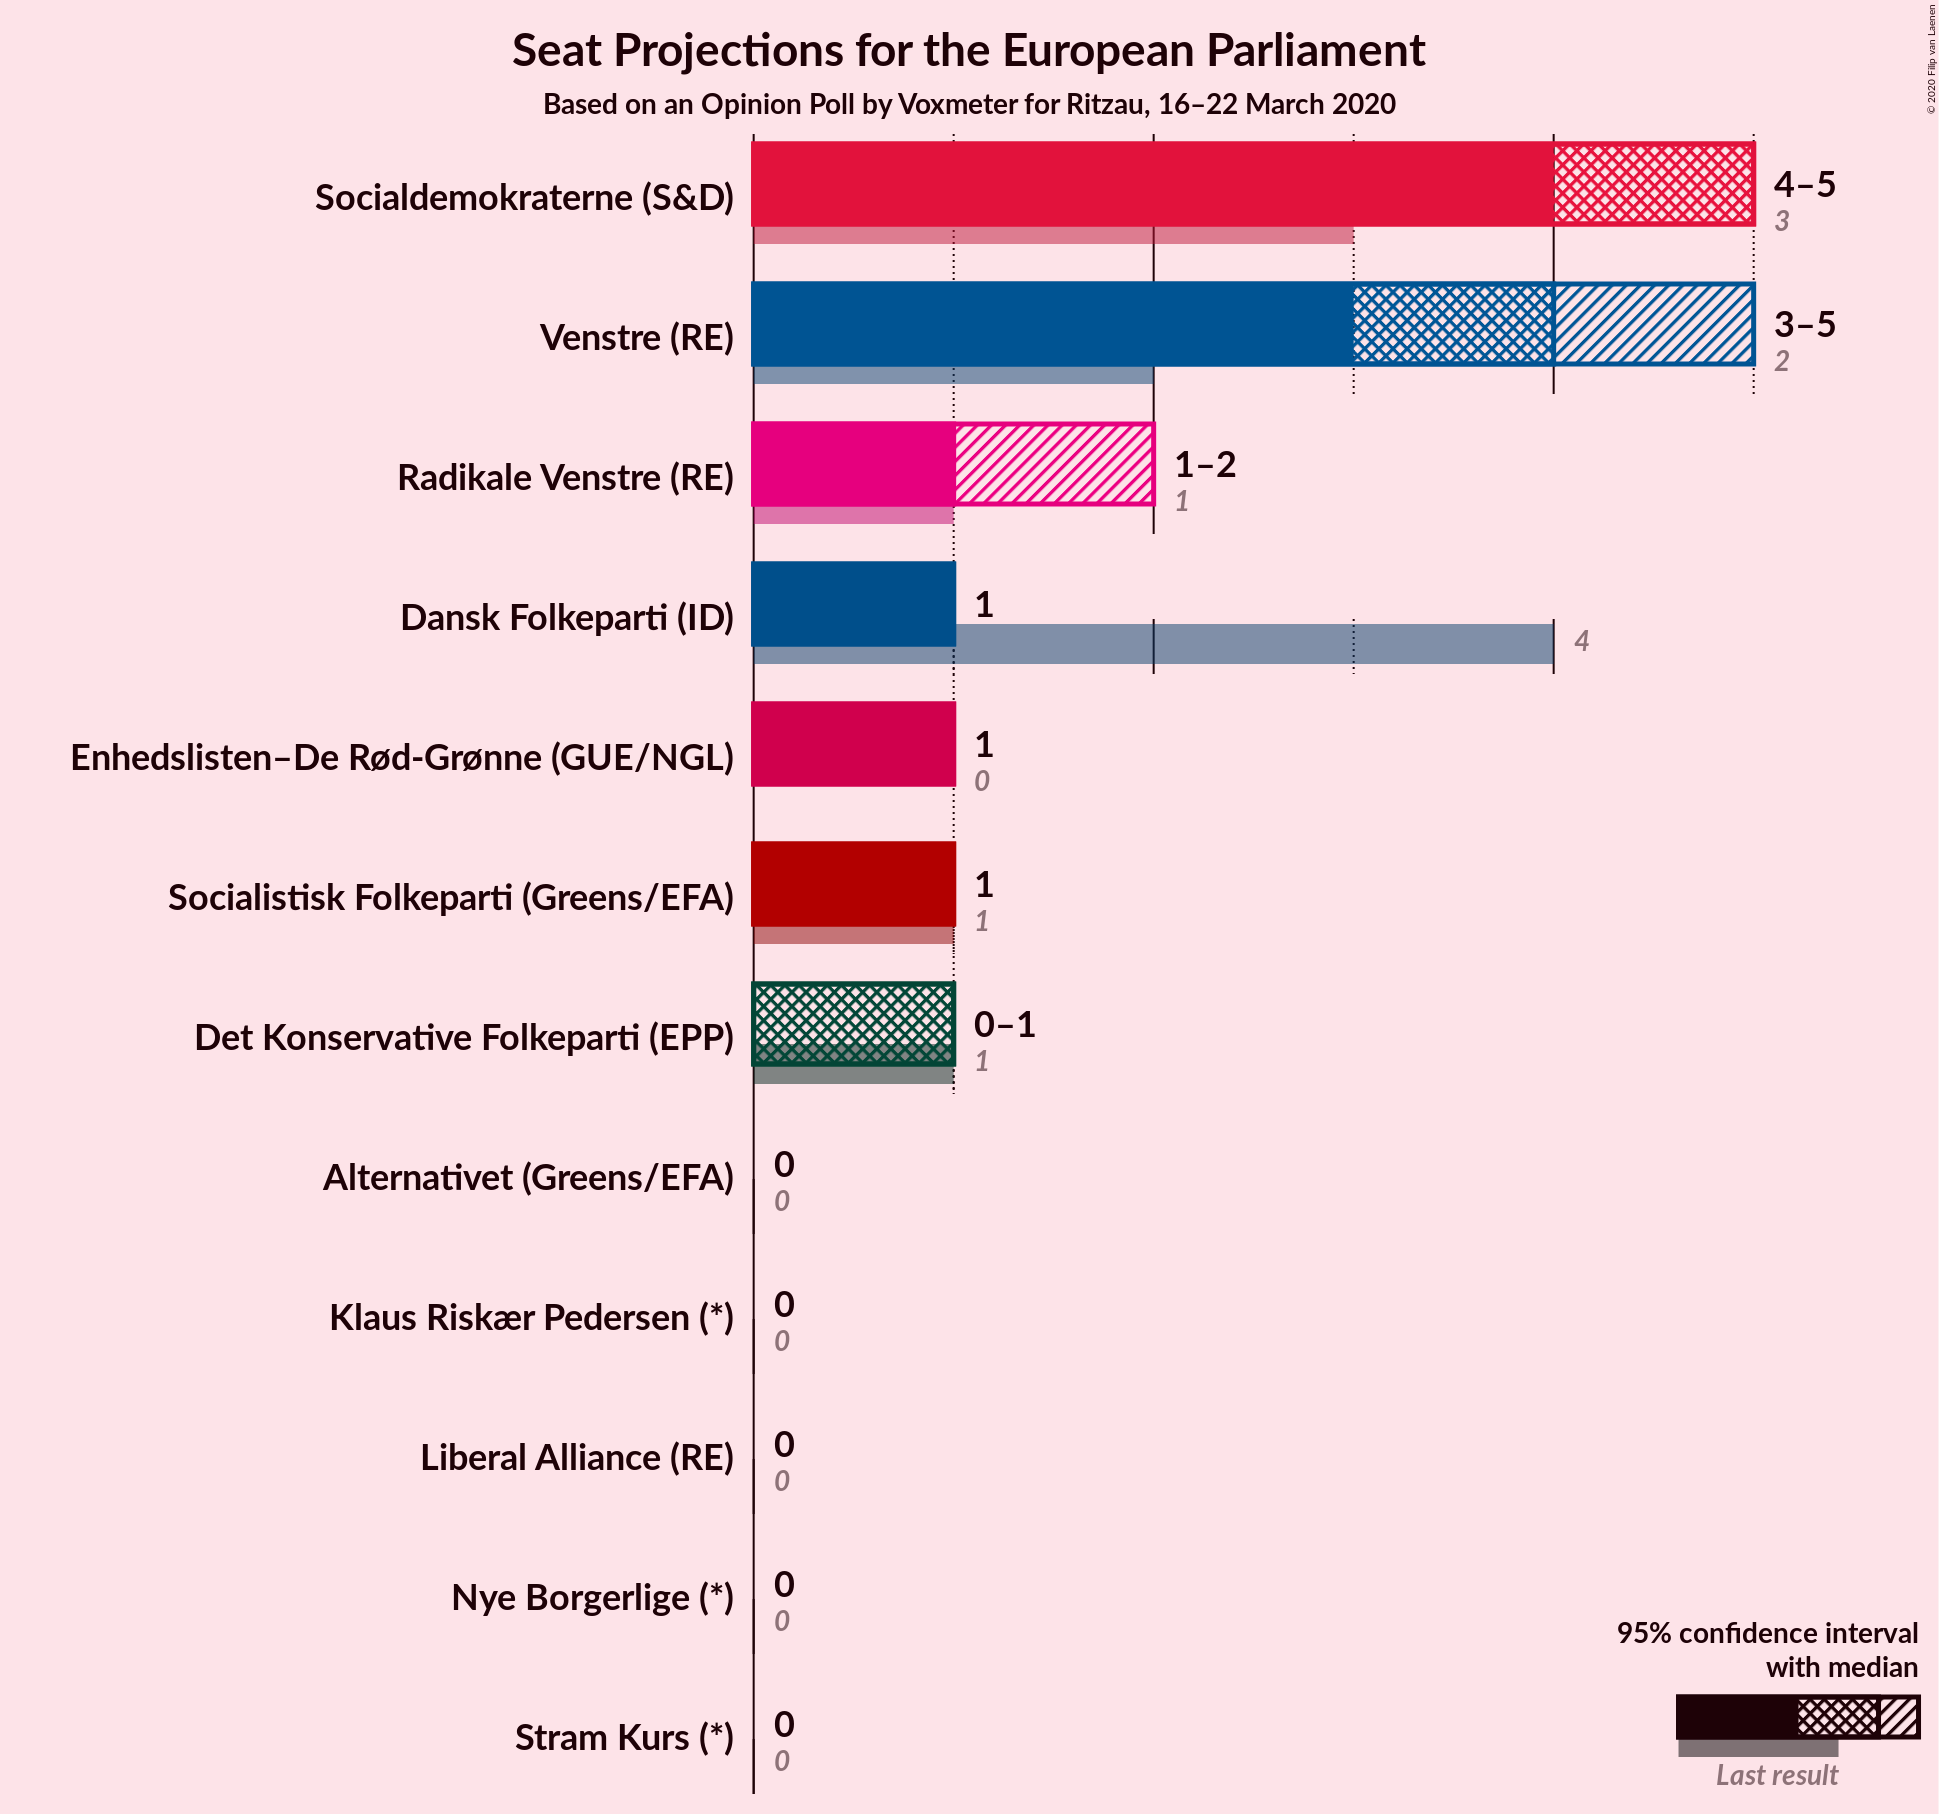 Seat Projections for the European Parliament
Based on an Opinion Poll by Voxmeter for Ritzau, 16–22 March 2020
© 2020 Filip van Laenen
Socialdemokraterne (S&D)
4–5
3
Venstre (RE)
3–5
2
Radikale Venstre (RE)
1–2
1
Dansk Folkeparti (ID)
1
4
Enhedslisten–De Rød-Grønne (GUE/NGL)
1
0
Socialistisk Folkeparti (Greens/EFA)
1
1
Det Konservative Folkeparti (EPP)
0–1
1
Alternativet (Greens/EFA)
0
0
Klaus Riskær Pedersen (*)
0
0
Liberal Alliance (RE)
0
0
Nye Borgerlige (*)
0
0
Stram Kurs (*)
0
0
95% confidence interval
with median
Last result